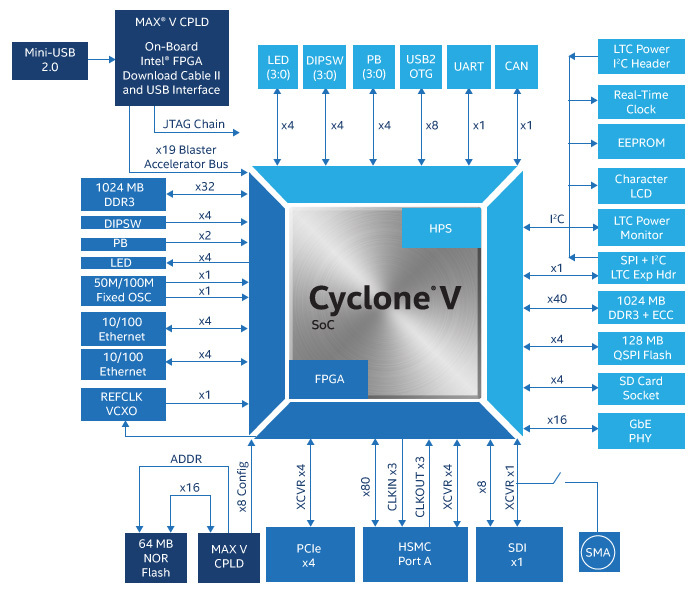 MAX® V CPLD
On-Board
Intel® FPGA
Download Cable II
and USB Interface
Mini-USB
2.0
LED
(3:0)
DIPSW
(3:0)
PB
(3:0)
USB2
OTG
UART
CAN
LTC Power
I²C Header
Real-Time
Clock
EEPROM
Character
LCD
LTC Power
Monitor
SPI + I²C
LTC Exp Hdr
1024 MB
DDR3 + ECC
128 MB
QSPI Flash
SD Card
Socket
GbE
PHY
JTAG Chain
x19 Blaster
Accelerator Bus
x4
x4
x4
x8
x1
x1
I²C
x1
x40
x4
x4
x16
1024 MB
DDR3
x32
DIPSW
x4
PB
x2
LED
x4
50M/100M
Fixed OSC
x1
x1
10/100
Ethernet
x4
10/100
Ethernet
x4
REFCLK
VCXO
x1
HPS
Cyclone® V
SoC
FPGA
ADDR
x16
x8 Config
XCVR x4
x80
CLKIN x3
CLKOUT x3
XCVR x4
x8
XCVR x1
64 MB
NOR
Flash
MAX V
CPLD
PCIe
x4
HSMC
Port A
SDI
x1
SMA